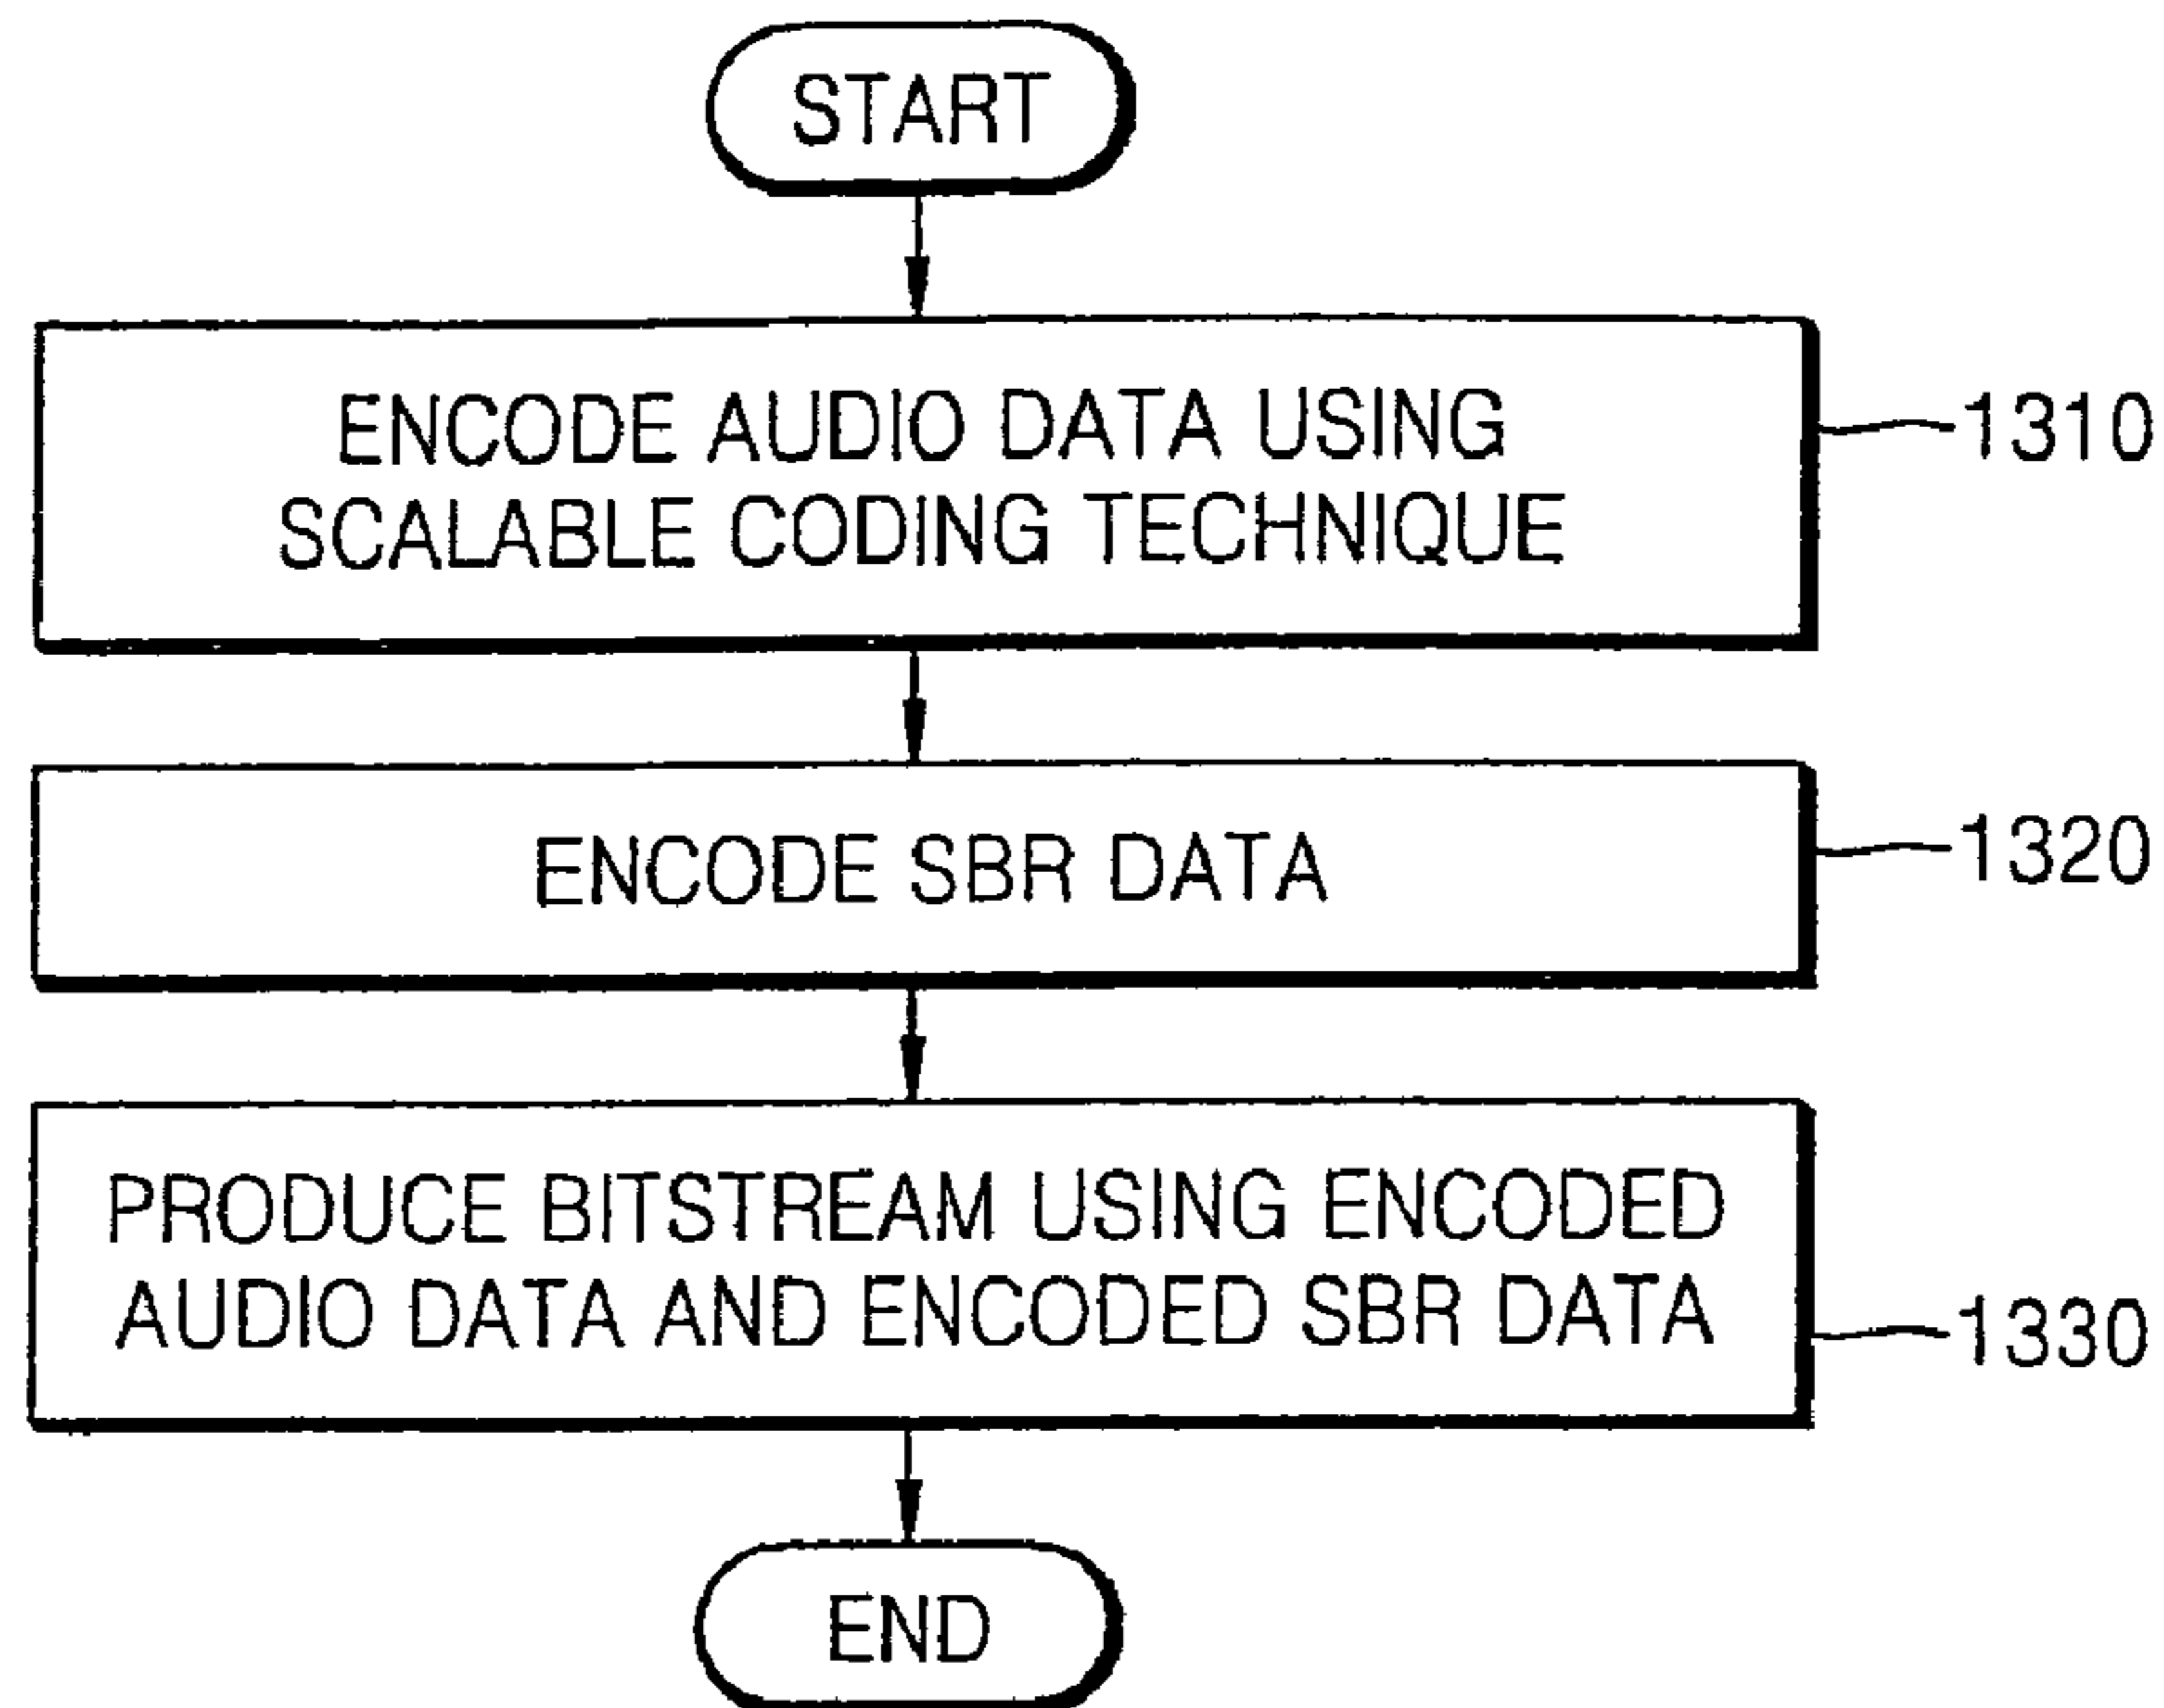 START
ENCODE AUDIO DATA USING
SCALABLE CODING TECHNIQUE
1310
ENCODE SBR DATA
1320
PRODUCE BITSTREAM USING ENCODED
AUDIO DATA AND ENCODED SBR DATA
1330
END